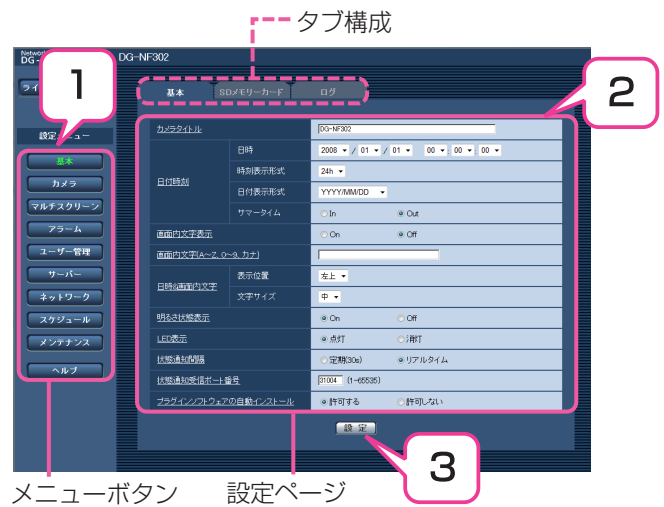 タブ構成
DG-NF302
1
2
基本 SDメモリーカード ログ
設定
基本
カメラ
マルチスクリーン
アラーム
ユーザー管理
サーバー
ネットワーク
スケジュール
メンテナンス
ヘルプ
カメラタイトル DG-NF302
日付時刻
日時 2008 / 01 / 01 00 : 00 : 00
時刻表示形式 24h
日付表示形式 YYYY/MM/DD
サマータイム In Out
画面内文字表示 On Off
画面内文字(A~Z, 0~9, カナ)
日時&画面内文字
表示位置 左上
文字サイズ 中
明るさ状態表示 On Off
LED表示 点灯 消灯
状態通知間隔 定期(30s) リアルタイム
状態通知受信ポート番号 31004 (1-65535)
プラグインソフトウェアの自動インストール 許可する 許可しない
設定
3
メニューボタン 設定ページ